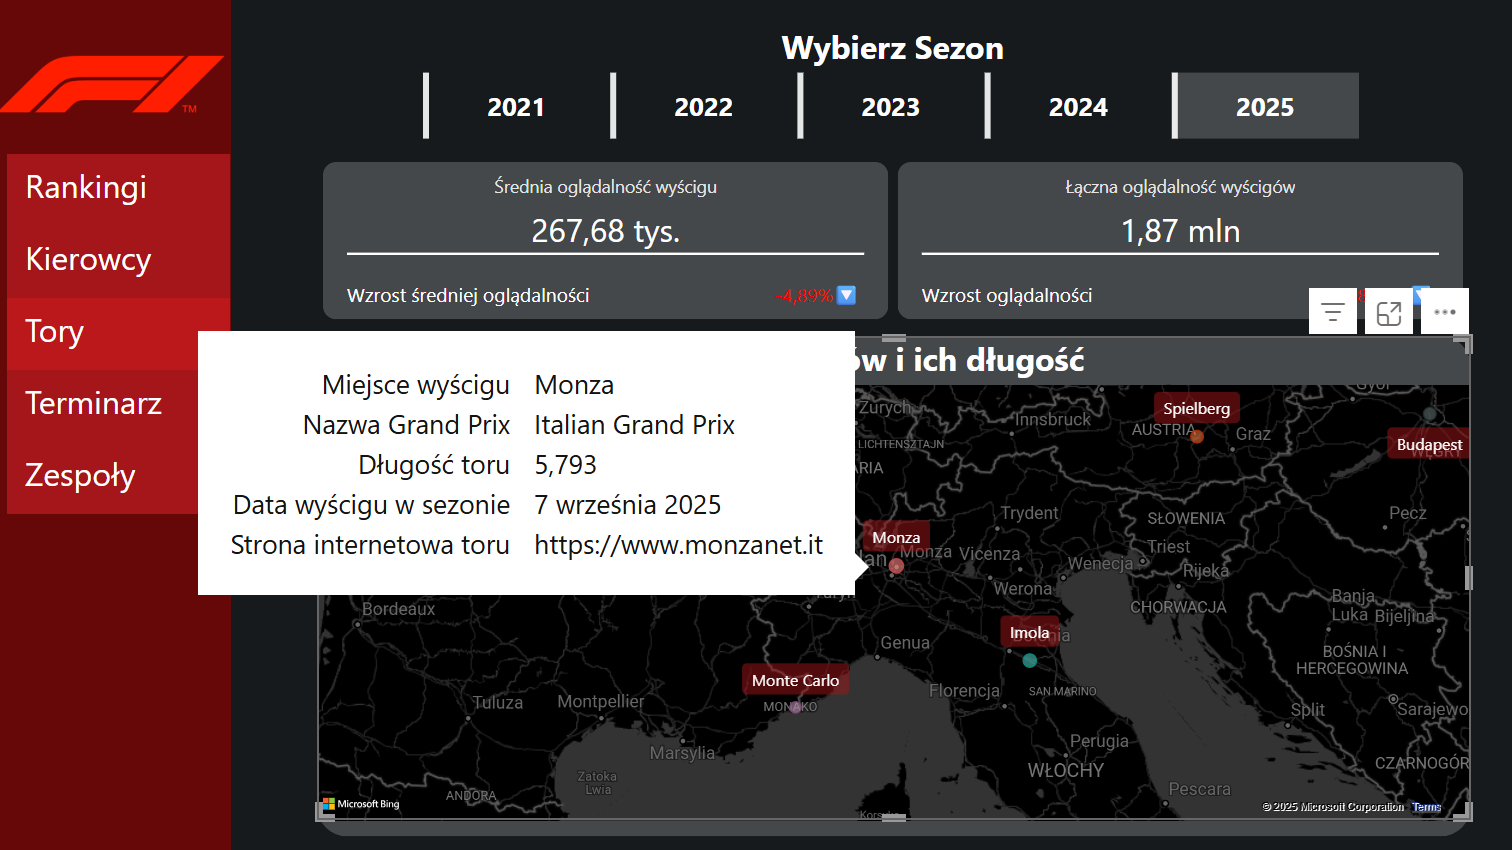 TM
Rankingi
Kierowcy
Tory
Terminarz
Zespoły
Wybierz Sezon
2021
2022
2023
2024
2025
Średnia oglądalność wyścigu
267,68 tys.
Wzrost średniej oglądalności
-4,89%
Łączna oglądalność wyścigów
1,87 mln
Wzrost oglądalności
i ich długość
Miejsce wyścigu Monza
Nazwa Grand Prix Italian Grand Prix
Długość toru 5,793
Data wyścigu w sezonie 7 września 2025
Strona internetowa toru https://www.monzanet.it
Zurych
Innsbruck
Spielberg
AUSTRIA
Graz
LICHTENSZTAJN
Budapest
Trydent
SŁOWENIA
Pecz
Monza
Monza
Vicenza
Triest
Wenecja
Rijeka
Werona
CHORWACJA
Banja
Luka
Bijeljina
Bordeaux
Genua
Imola
BOŚNIA I
HERCEGOWINA
Monte Carlo
MONAKO
Florencja
SAN MARINO
Tuluza
Montpellier
Split
Sarajewo
Marsylia
Perugia
WŁOCHY
Zatoka
Lwia
ANDORA
Pescara
Microsoft Bing
© 2025 Microsoft Corporation
Terms